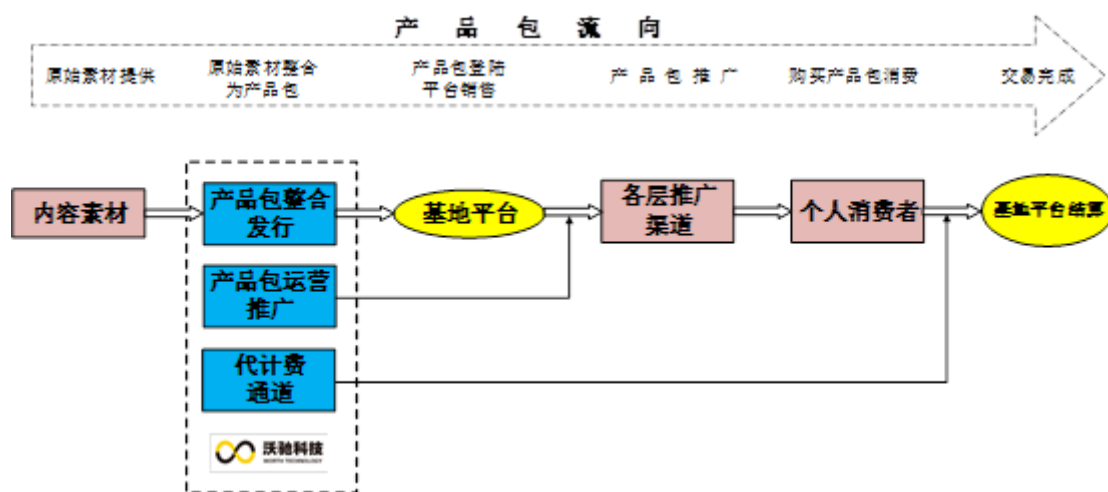 产品包流向
原始素材提供
原始素材整合
为产品包
产品包登陆
平台销售
产品包推广
购买产品包消费
交易完成
内容素材
产品包整合
发行
基地平台
各层推广
渠道
个人消费者
基地平台结算
产品包运营
推广
代计费
通道
沃驰科技
WORTH TECHNOLOGY